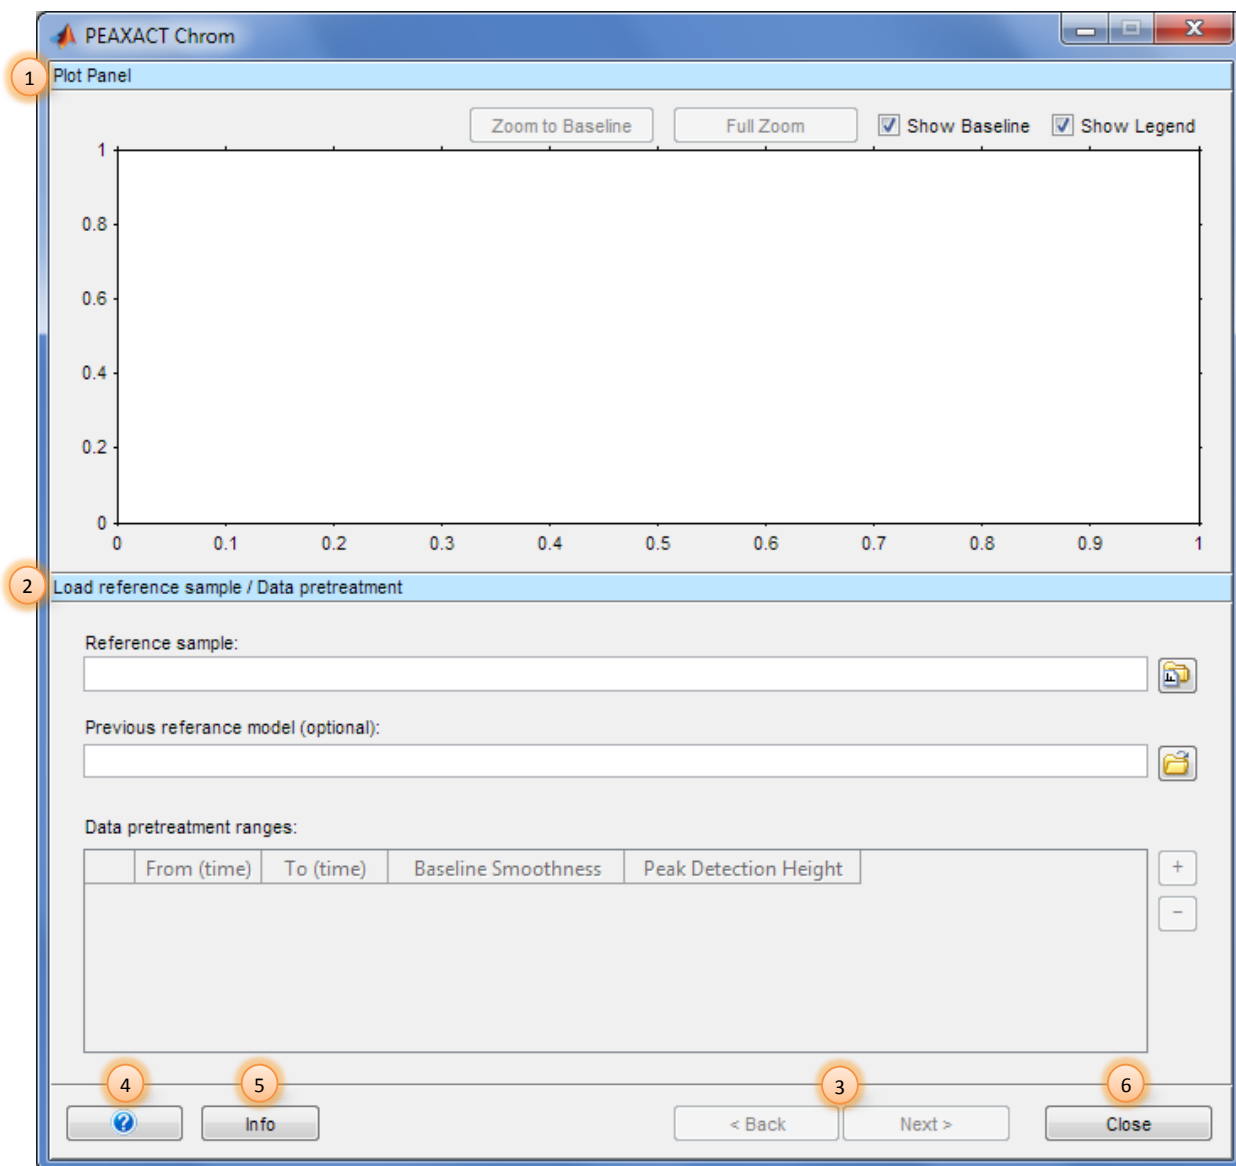 PEAXACT Chrom
1 Plot Panel
Zoom to Baseline Full Zoom Show Baseline Show Legend
1
0.8
0.6
0.4
0.2
0
0 0.1 0.2 0.3 0.4 0.5 0.6 0.7 0.8 0.9 1
2 Load reference sample / Data pretreatment
Reference sample:
Previous referance model (optional):
Data pretreatment ranges:
From (time) To (time) Baseline Smoothness Peak Detection Height
+
-
4 5 3 6
? Info < Back Next > Close